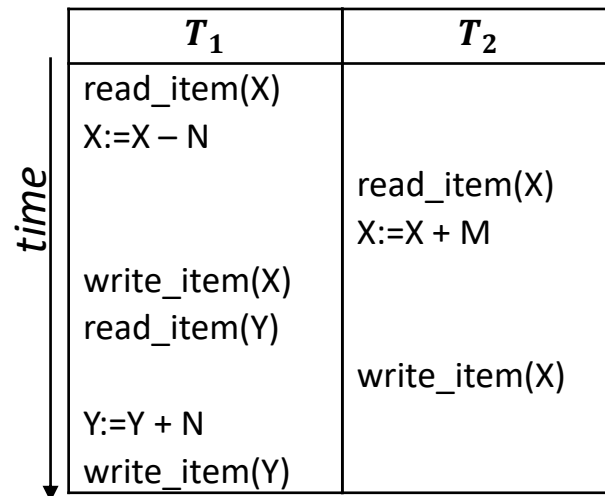 T₁ T₂
time
read_item(X)
X:=X – N
read_item(X)
X:=X + M
write_item(X)
read_item(Y)
write_item(X)
Y:=Y + N
write_item(Y)